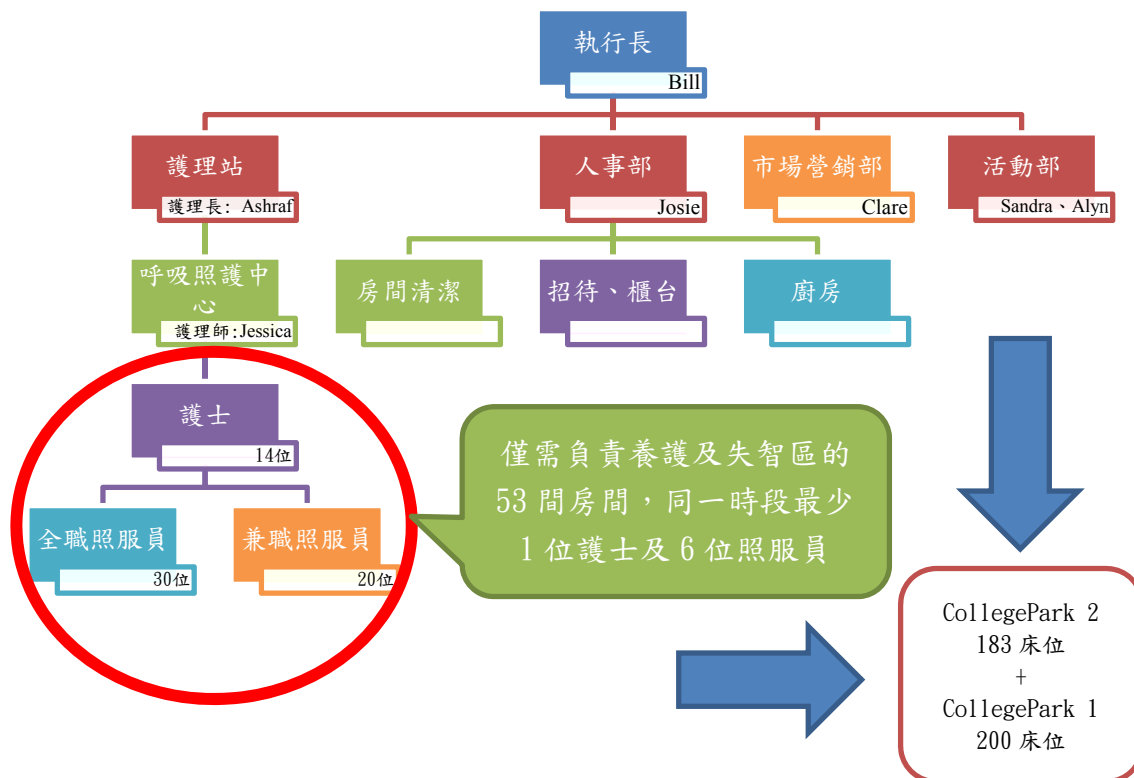 執行長
Bill
護理站
護理長: Ashraf
人事部
Josie
市場營銷部
Clare
活動部
Sandra、Alyn
呼吸照護中
心
護理師:Jessica
房間清潔
招待、櫃台
廚房
護士
14位
全職照服員
30位
兼職照服員
20位
僅需負責養護及失智區的
53 間房間，同一時段最少
1 位護士及 6 位照服員
CollegePark 2
183 床位
+
CollegePark 1
200 床位